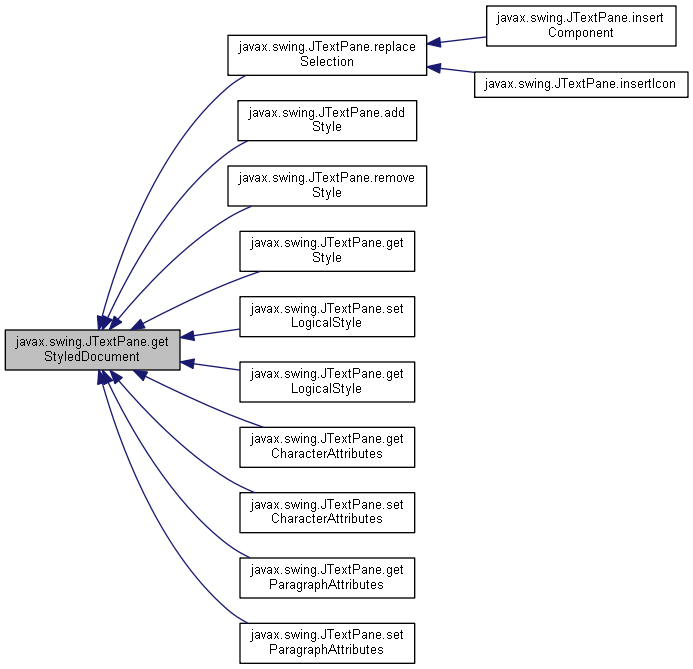 javax.swing.JTextPane.insert
Component
javax.swing.JTextPane.replace
Selection
javax.swing.JTextPane.insertIcon
javax.swing.JTextPane.add
Style
javax.swing.JTextPane.remove
Style
javax.swing.JTextPane.get
Style
javax.swing.JTextPane.set
LogicalStyle
javax.swing.JTextPane.get
StyledDocument
javax.swing.JTextPane.get
LogicalStyle
javax.swing.JTextPane.get
CharacterAttributes
javax.swing.JTextPane.set
CharacterAttributes
javax.swing.JTextPane.get
ParagraphAttributes
javax.swing.JTextPane.set
ParagraphAttributes